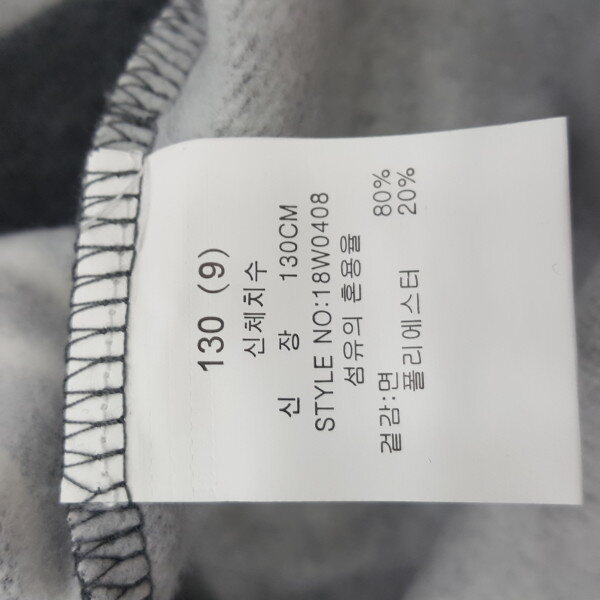 130 (9)
신체치수
신 장 130CM
STYLE NO:18W0408
섬유의 혼용율
겉감:면 80%
폴리에스터 20%